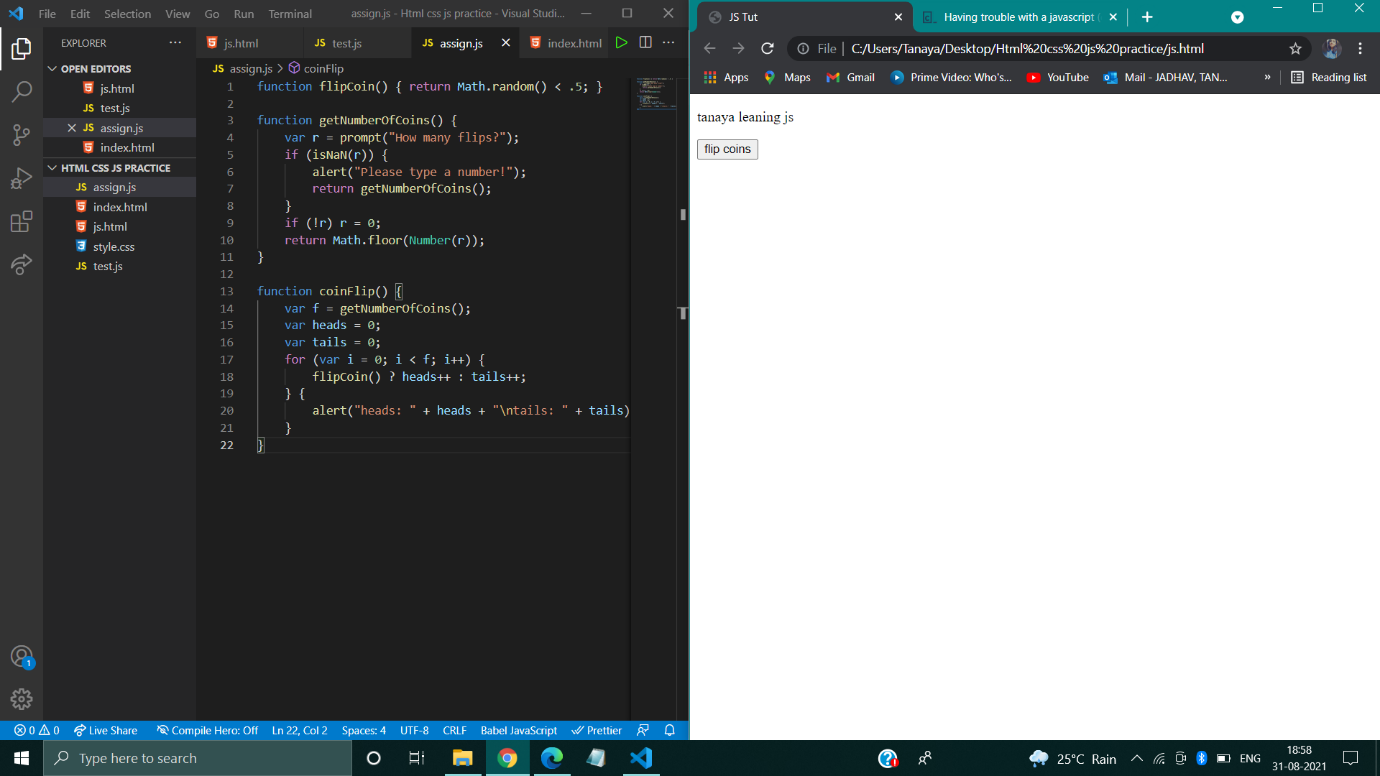 File Edit Selection View Go Run Terminal assign.js - Html css js practice - Visual Studi...
EXPLORER
OPEN EDITORS
js.html
test.js
assign.js
index.html
HTML CSS JS PRACTICE
assign.js
index.html
js.html
style.css
test.js
js.html test.js assign.js index.html
assign.js > coinFlip
1 function flipCoin() { return Math.random() < .5; }
2
3 function getNumberOfCoins() {
4 var r = prompt("How many flips?");
5 if (isNaN(r)) {
6 alert("Please type a number!");
7 return getNumberOfCoins();
8 }
9 if (!r) r = 0;
10 return Math.floor(Number(r));
11 }
12
13 function coinFlip() {
14 var f = getNumberOfCoins();
15 var heads = 0;
16 var tails = 0;
17 for (var i = 0; i < f; i++) {
18 flipCoin() ? heads++ : tails++;
19 } {
20 alert("heads: " + heads + "\ntails: " + tails)
21 }
22 }
0 0 Live Share Compile Hero: Off Ln 22, Col 2 Spaces: 4 UTF-8 CRLF Babel JavaScript Prettier
JS Tut Having trouble with a javascript
File C:/Users/Tanaya/Desktop/Html%20css%20js%20practice/js.html
Apps Maps Gmail Prime Video: Who's... YouTube Mail - JADHAV, TAN... » Reading list
tanaya leaning js
flip coins
Type here to search
25°C Rain ENG 18:58
31-08-2021